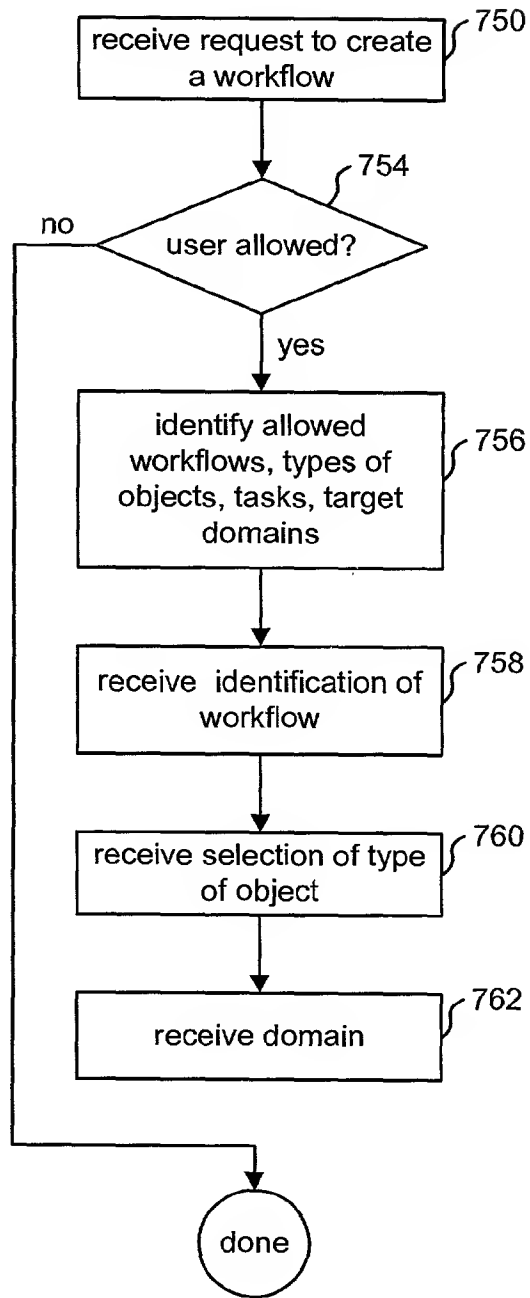 receive request to create
a workflow
750
754
no
user allowed?
yes
identify allowed
workflows, types of
objects, tasks, target
domains
756
receive identification of
workflow
758
receive selection of type
of object
760
receive domain
762
done